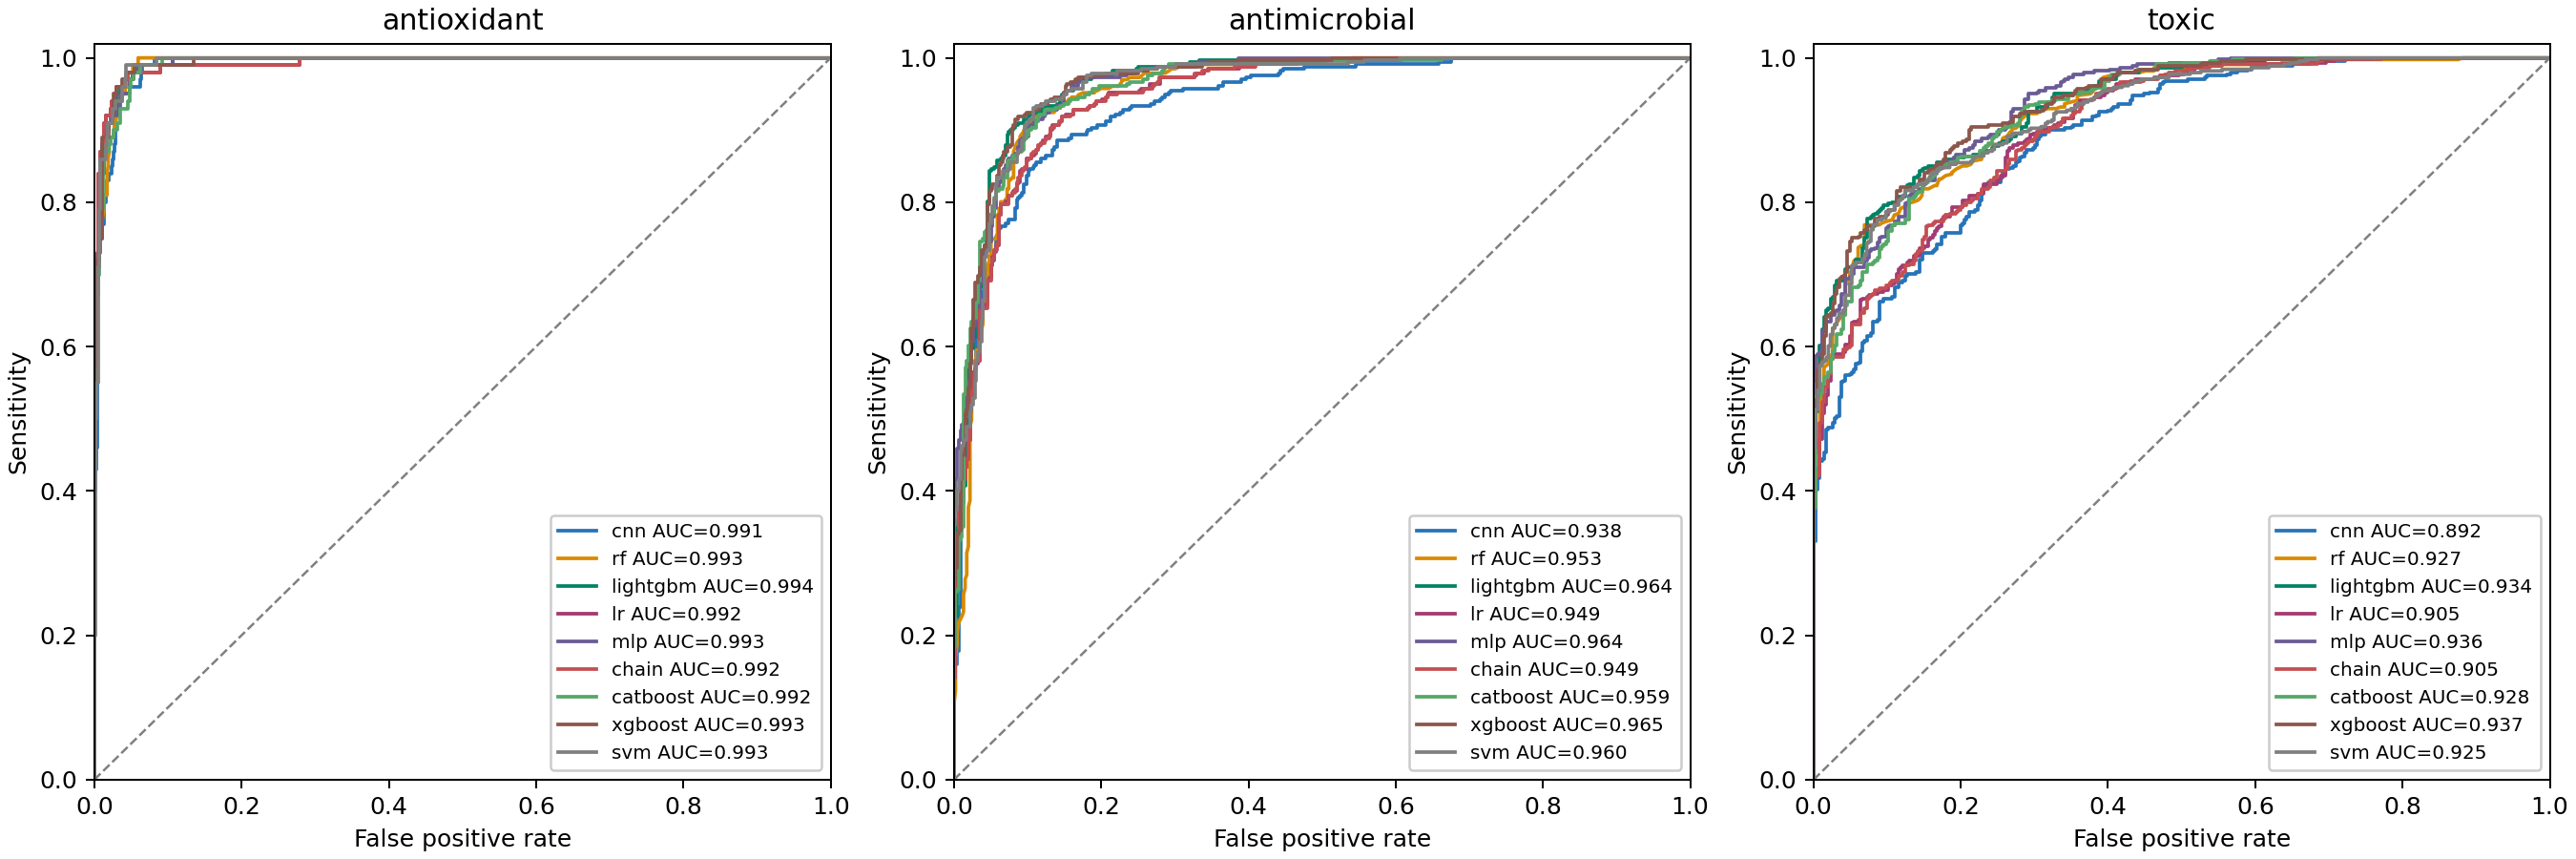 antioxidant
1.0
0.8
0.6
0.4
0.2
0.0
Sensitivity
0.0 0.2 0.4 0.6 0.8 1.0
False positive rate
cnn AUC=0.991
rf AUC=0.993
lightgbm AUC=0.994
lr AUC=0.992
mlp AUC=0.993
chain AUC=0.992
catboost AUC=0.992
xgboost AUC=0.993
svm AUC=0.993
antimicrobial
1.0
0.8
0.6
0.4
0.2
0.0
Sensitivity
0.0 0.2 0.4 0.6 0.8 1.0
False positive rate
cnn AUC=0.938
rf AUC=0.953
lightgbm AUC=0.964
lr AUC=0.949
mlp AUC=0.964
chain AUC=0.949
catboost AUC=0.959
xgboost AUC=0.965
svm AUC=0.960
toxic
1.0
0.8
0.6
0.4
0.2
0.0
Sensitivity
0.0 0.2 0.4 0.6 0.8 1.0
False positive rate
cnn AUC=0.892
rf AUC=0.927
lightgbm AUC=0.934
lr AUC=0.905
mlp AUC=0.936
chain AUC=0.905
catboost AUC=0.928
xgboost AUC=0.937
svm AUC=0.925